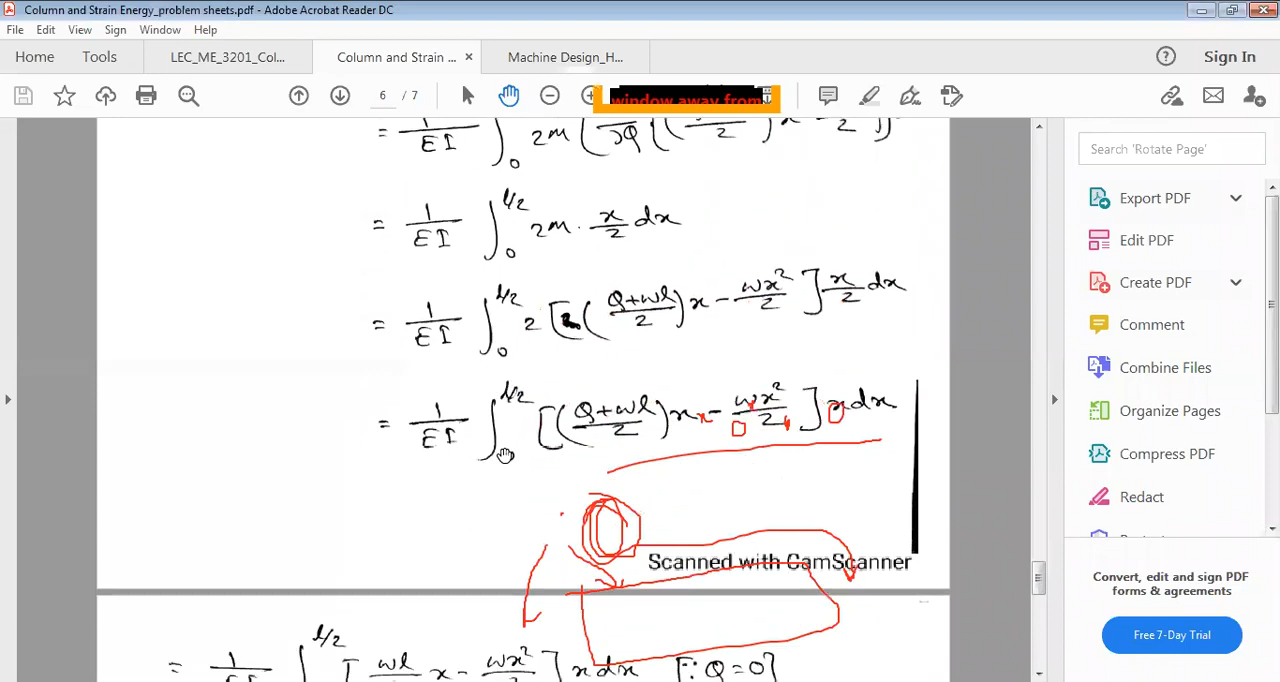 Column and Strain Energy_problem sheets.pdf - Adobe Acrobat Reader DC
File Edit View Sign Window Help
Home Tools LEC_ME_3201_Col... Column and Strain ... × Machine Design_H... Sign In
6 / 7 window away from
Search 'Rotate Page'
Export PDF
Edit PDF
Create PDF
Comment
Combine Files
Organize Pages
Compress PDF
Redact
Convert, edit and sign PDF
forms & agreements
Free 7-Day Trial
= 1/EI ∫₀^{l/2} 2M · x/2 dx
= 1/EI ∫₀^{l/2} 2 [((Q+wl)/2) x - wx²/2] x/2 dx
= 1/EI ∫₀^{l/2} [((Q+wl)/2) x - wx²/2] x dx
Scanned with CamScanner
= 1/EI ∫^{l/2} [wl/2 x - wx²/2] x dx [∵ Q = 0]